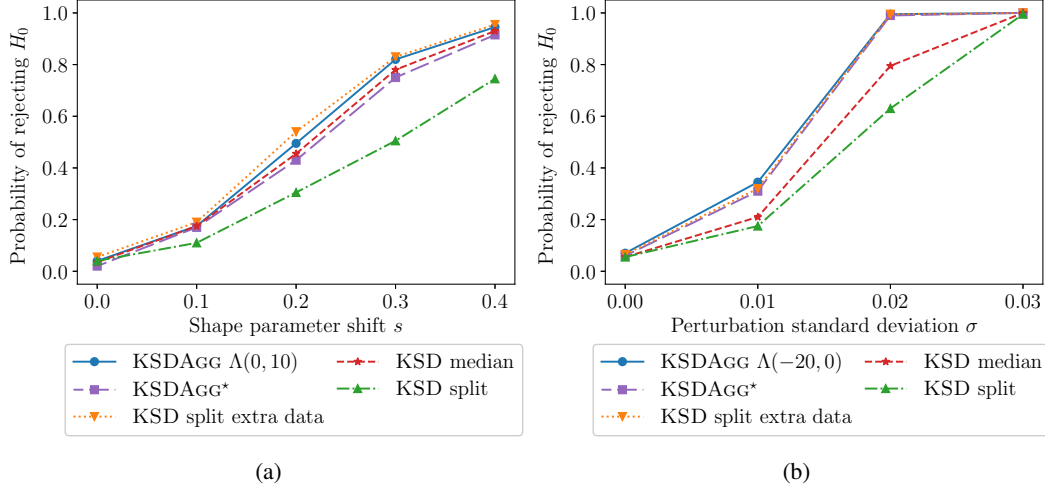 Probability of rejecting H₀
1.0
0.8
0.6
0.4
0.2
0.0
0.0 0.1 0.2 0.3 0.4
Shape parameter shift s
KSDAGG Λ(0, 10)
KSDAGG⋆
KSD split extra data
KSD median
KSD split
(a)
Probability of rejecting H₀
1.0
0.8
0.6
0.4
0.2
0.0
0.00 0.01 0.02 0.03
Perturbation standard deviation σ
KSDAGG Λ(−20, 0)
KSDAGG⋆
KSD split extra data
KSD median
KSD split
(b)